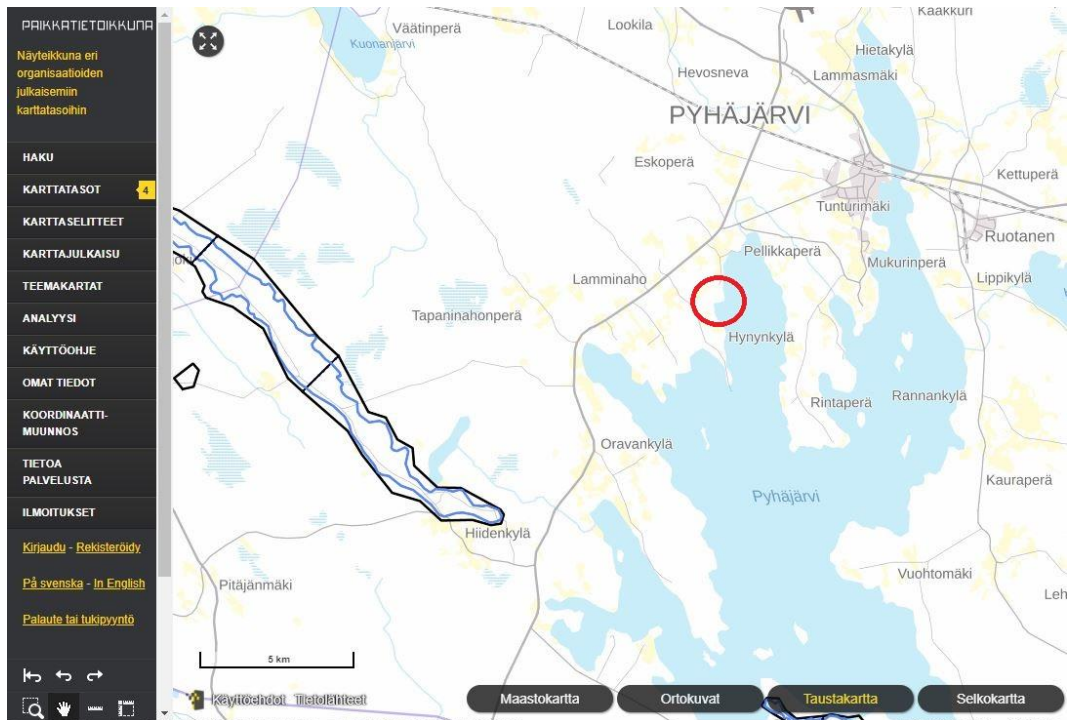 PAIKKATIETOIKKUNA
Näyteikkuna eri
organisaatioiden
julkaisemiin
karttatasoihin
HAKU
KARTTATASOT 4
KARTTASELITTEET
KARTTAJULKAISU
TEEMAKARTAT
ANALYYSI
KÄYTTÖOHJE
OMAT TIEDOT
KOORDINAATTI-
MUUNNOS
TIETOA
PALVELUSTA
ILMOITUKSET
Kirjaudu - Rekisteröidy
På svenska - In English
Palaute tai tukipyyntö
Väätinperä
Kuonanjärvi
Lookila
Kaakkuri
Hietakylä
Hevosneva
Lammasmäki
PYHÄJÄRVI
Eskoperä
Kettuperä
Tunturimäki
Ruotanen
Pellikkaperä
Mukurinperä
Lippikylä
Lamminaho
Tapaninahonperä
Hynynkylä
Rintaperä
Rannankylä
Oravankylä
Kauraperä
Pyhäjärvi
Hiidenkylä
Vuohtomäki
Pitäjänmäki
Leh
5 km
Käyttöehdot Tietolähteet
Maastokartta
Ortokuvat
Taustakartta
Selkokartta